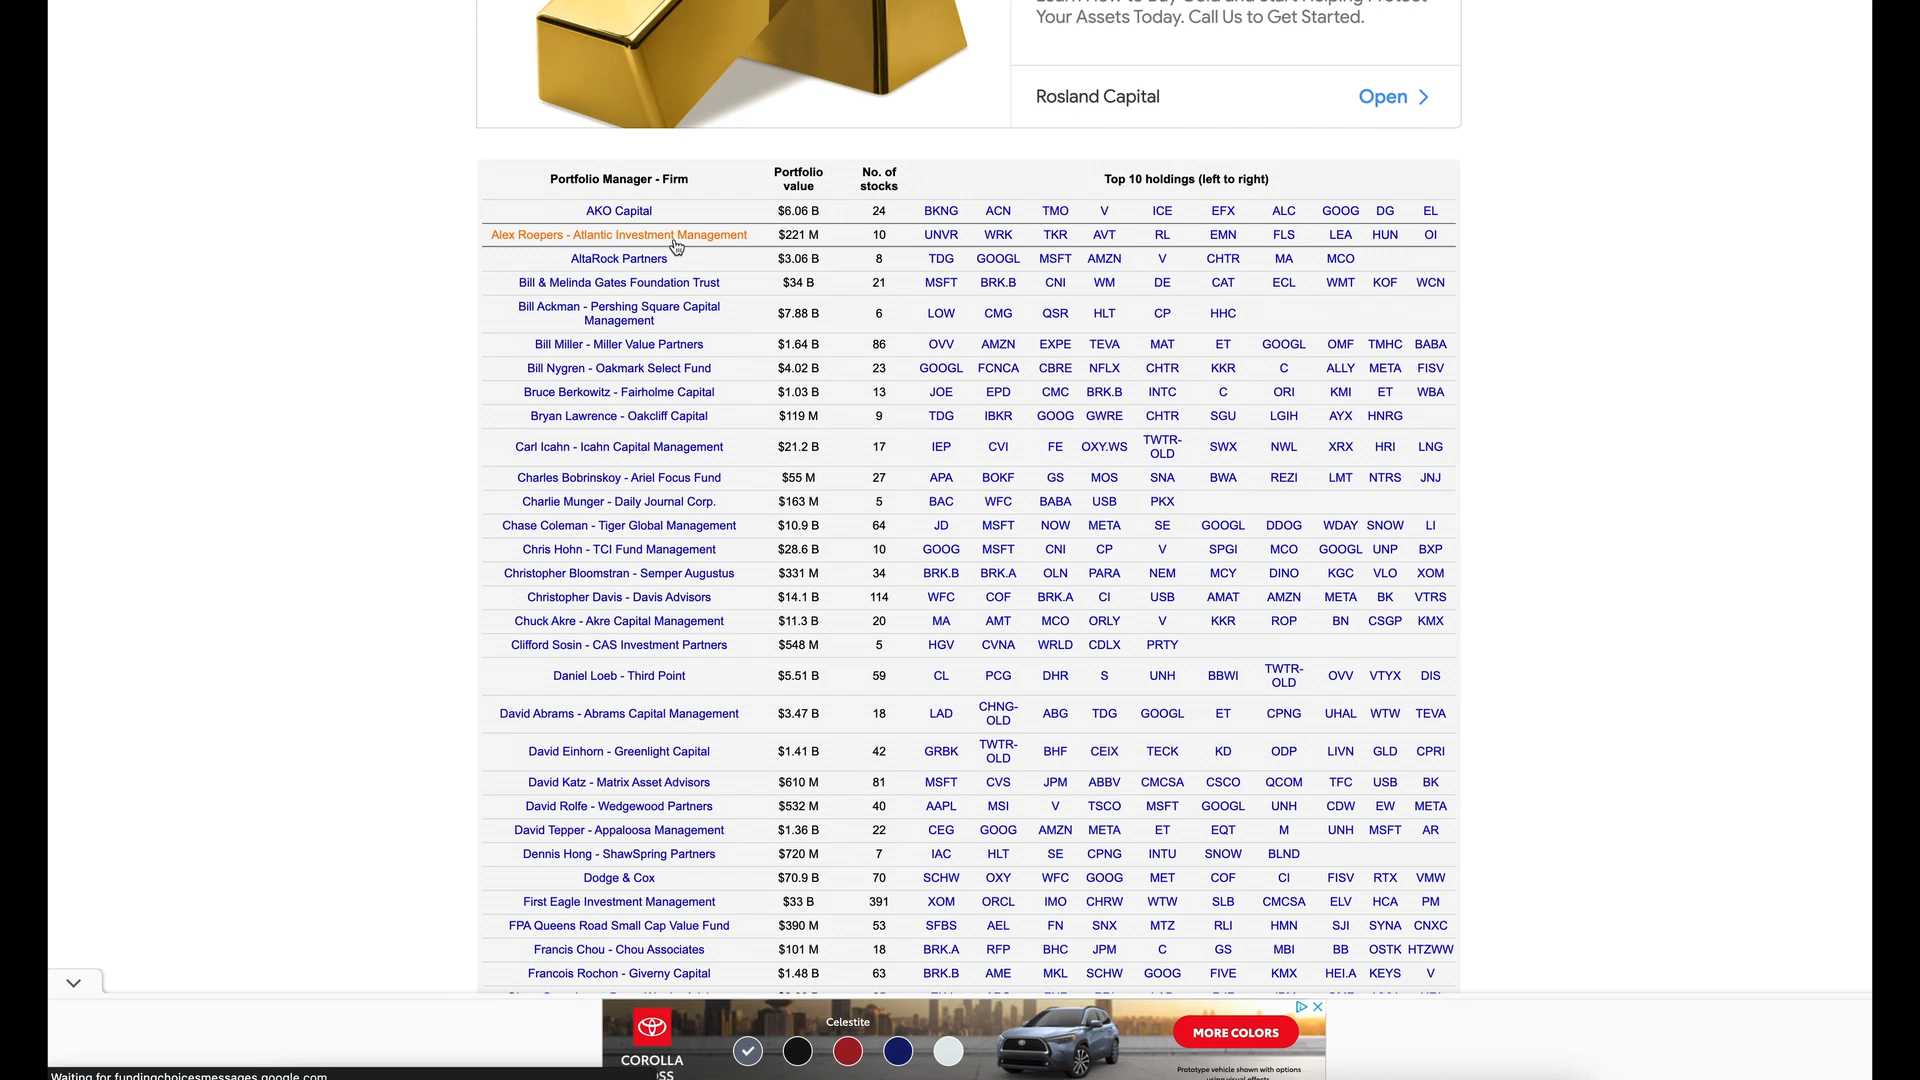 Your Assets Today. Call Us to Get Started.
Rosland Capital Open
Portfolio Manager - Firm Portfolio value No. of stocks Top 10 holdings (left to right)
AKO Capital $6.06 B 24 BKNG ACN TMO V ICE EFX ALC GOOG DG EL
Alex Roepers - Atlantic Investment Management $221 M 10 UNVR WRK TKR AVT RL EMN FLS LEA HUN OI
AltaRock Partners $3.06 B 8 TDG GOOGL MSFT AMZN V CHTR MA MCO
Bill & Melinda Gates Foundation Trust $34 B 21 MSFT BRK.B CNI WM DE CAT ECL WMT KOF WCN
Bill Ackman - Pershing Square Capital Management $7.88 B 6 LOW CMG QSR HLT CP HHC
Bill Miller - Miller Value Partners $1.64 B 86 OVV AMZN EXPE TEVA MAT ET GOOGL OMF TMHC BABA
Bill Nygren - Oakmark Select Fund $4.02 B 23 GOOGL FCNCA CBRE NFLX CHTR KKR C ALLY META FISV
Bruce Berkowitz - Fairholme Capital $1.03 B 13 JOE EPD CMC BRK.B INTC C ORI KMI ET WBA
Bryan Lawrence - Oakcliff Capital $119 M 9 TDG IBKR GOOG GWRE CHTR SGU LGIH AYX HNRG
Carl Icahn - Icahn Capital Management $21.2 B 17 IEP CVI FE OXY.WS TWTR-OLD SWX NWL XRX HRI LNG
Charles Bobrinskoy - Ariel Focus Fund $55 M 27 APA BOKF GS MOS SNA BWA REZI LMT NTRS JNJ
Charlie Munger - Daily Journal Corp. $163 M 5 BAC WFC BABA USB PKX
Chase Coleman - Tiger Global Management $10.9 B 64 JD MSFT NOW META SE GOOGL DDOG WDAY SNOW LI
Chris Hohn - TCI Fund Management $28.6 B 10 GOOG MSFT CNI CP V SPGI MCO GOOGL UNP BXP
Christopher Bloomstran - Semper Augustus $331 M 34 BRK.B BRK.A OLN PARA NEM MCY DINO KGC VLO XOM
Christopher Davis - Davis Advisors $14.1 B 114 WFC COF BRK.A CI USB AMAT AMZN META BK VTRS
Chuck Akre - Akre Capital Management $11.3 B 20 MA AMT MCO ORLY V KKR ROP BN CSGP KMX
Clifford Sosin - CAS Investment Partners $548 M 5 HGV CVNA WRLD CDLX PRTY
Daniel Loeb - Third Point $5.51 B 59 CL PCG DHR S UNH BBWI TWTR-OLD OVV VTYX DIS
David Abrams - Abrams Capital Management $3.47 B 18 LAD CHNG-OLD ABG TDG GOOGL ET CPNG UHAL WTW TEVA
David Einhorn - Greenlight Capital $1.41 B 42 GRBK TWTR-OLD BHF CEIX TECK KD ODP LIVN GLD CPRI
David Katz - Matrix Asset Advisors $610 M 81 MSFT CVS JPM ABBV CMCSA CSCO QCOM TFC USB BK
David Rolfe - Wedgewood Partners $532 M 40 AAPL MSI V TSCO MSFT GOOGL UNH CDW EW META
David Tepper - Appaloosa Management $1.36 B 22 CEG GOOG AMZN META ET EQT M UNH MSFT AR
Dennis Hong - ShawSpring Partners $720 M 7 IAC HLT SE CPNG INTU SNOW BLND
Dodge & Cox $70.9 B 70 SCHW OXY WFC GOOG MET COF CI FISV RTX VMW
First Eagle Investment Management $33 B 391 XOM ORCL IMO CHRW WTW SLB CMCSA ELV HCA PM
FPA Queens Road Small Cap Value Fund $390 M 53 SFBS AEL FN SNX MTZ RLI HMN SJI SYNA CNXC
Francis Chou - Chou Associates $101 M 18 BRK.A RFP BHC JPM C GS MBI BB OSTK HTZWW
Francois Rochon - Giverny Capital $1.48 B 63 BRK.B AME MKL SCHW GOOG FIVE KMX HEI.A KEYS V
Celestite
MORE COLORS
COROLLA
Prototype vehicle shown with options
Waiting for fundingchoicesmessages.google.com